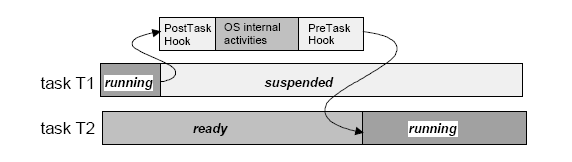 PostTask Hook
OS internal activities
PreTask Hook
task T1
running
suspended
task T2
ready
running